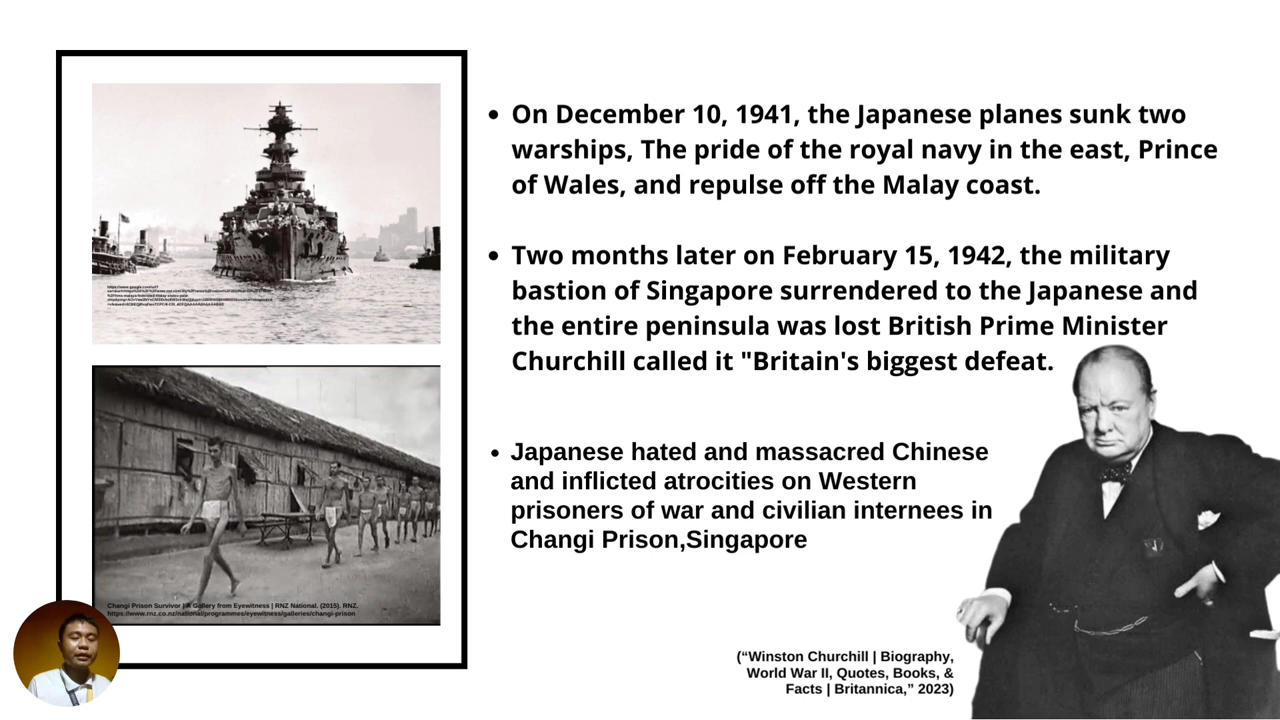 On December 10, 1941, the Japanese planes sunk two
warships, The pride of the royal navy in the east, Prince
of Wales, and repulse off the Malay coast.
Two months later on February 15, 1942, the military
bastion of Singapore surrendered to the Japanese and
the entire peninsula was lost British Prime Minister
Churchill called it "Britain's biggest defeat.
Japanese hated and massacred Chinese
and inflicted atrocities on Western
prisoners of war and civilian internees in
Changi Prison,Singapore
Changi Prison Survivor | A Gallery from Eyewitness | RNZ National. (2015). RNZ.
https://www.rnz.co.nz/national/programmes/eyewitness/galleries/changi-prison
(“Winston Churchill | Biography,
World War II, Quotes, Books, &
Facts | Britannica,” 2023)